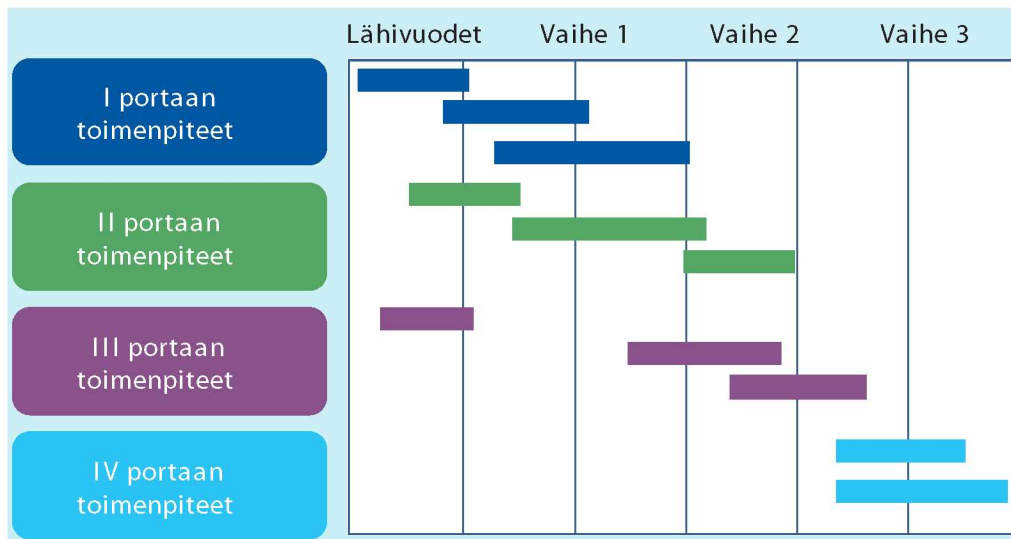 Lähivuodet Vaihe 1 Vaihe 2 Vaihe 3
I portaan
toimenpiteet
II portaan
toimenpiteet
III portaan
toimenpiteet
IV portaan
toimenpiteet